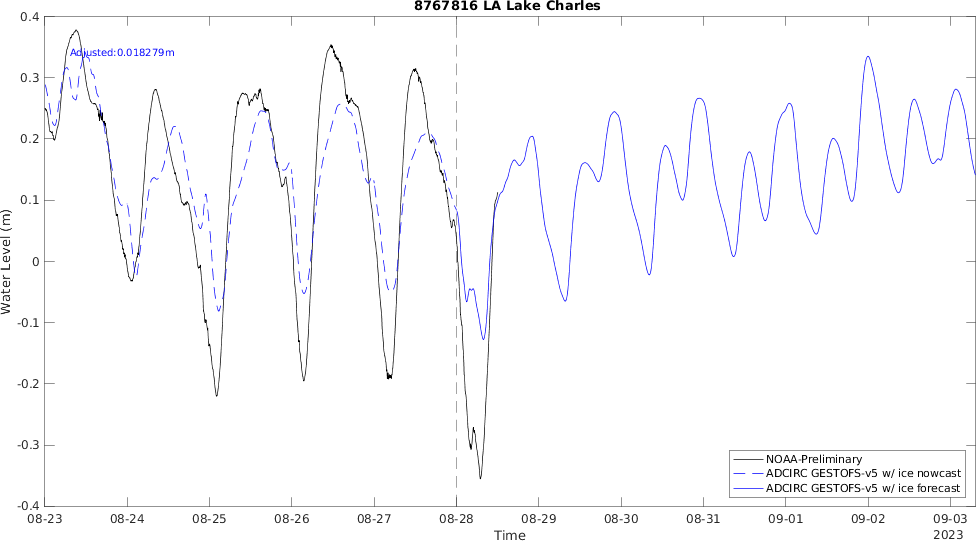 8767816 LA Lake Charles
Adjusted:0.018279m
Water Level (m)
0.4
0.3
0.2
0.1
0
-0.1
-0.2
-0.3
-0.4
NOAA-Preliminary
ADCIRC GESTOFS-v5 w/ ice nowcast
ADCIRC GESTOFS-v5 w/ ice forecast
08-23 08-24 08-25 08-26 08-27 08-28 08-29 08-30 08-31 09-01 09-02 09-03
Time
2023